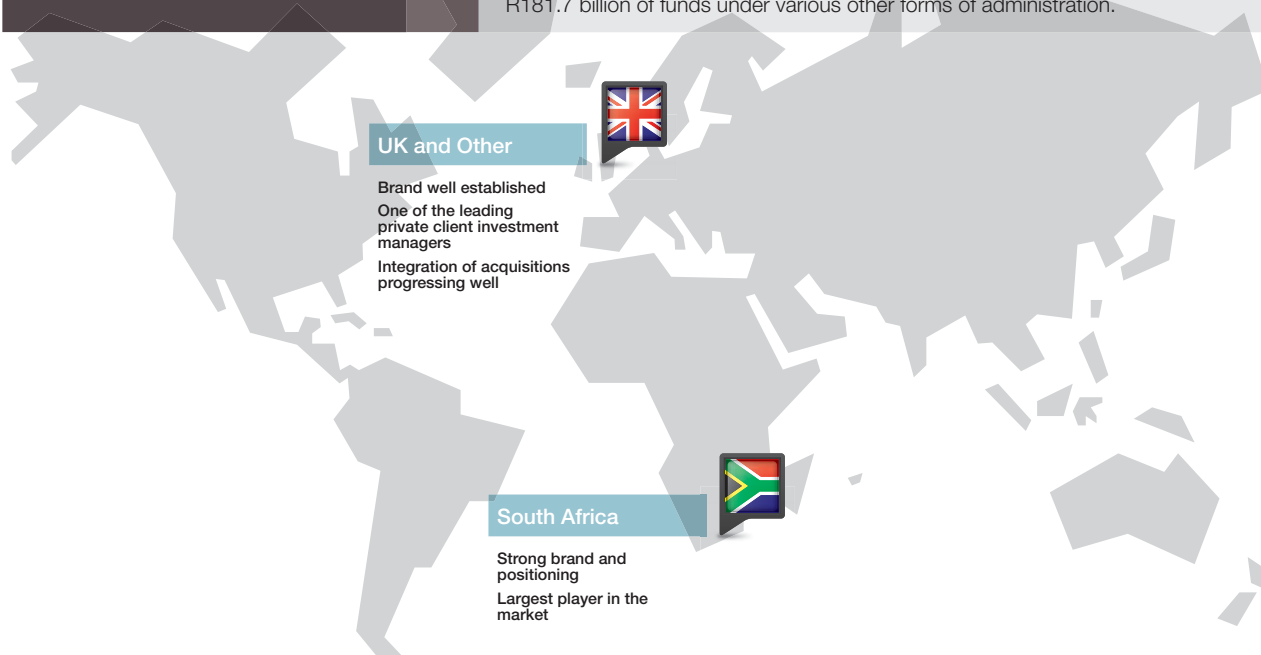 R181.7 billion of funds under various other forms of administration.
UK and Other
Brand well established
One of the leading
private client investment
managers
Integration of acquisitions
progressing well
South Africa
Strong brand and
positioning
Largest player in the
market